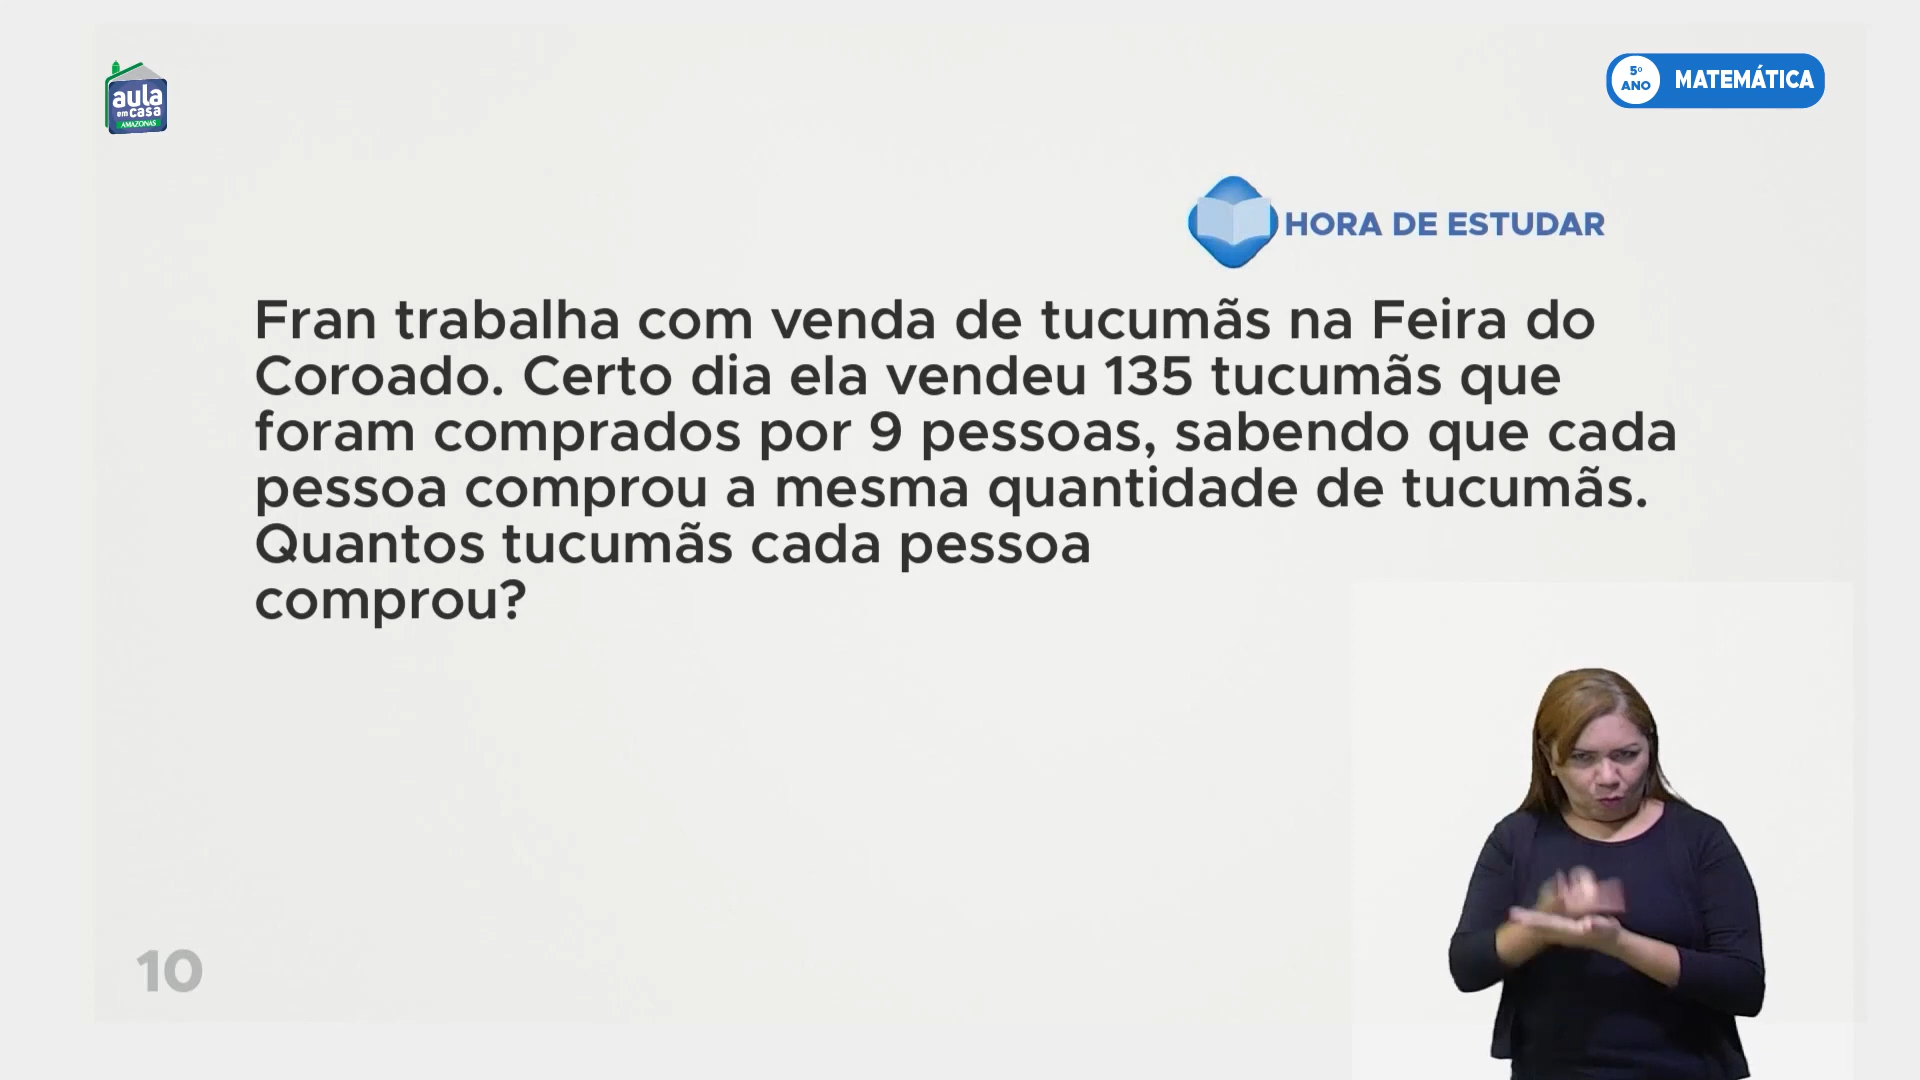 aula
em casa
AMAZONAS
5º
ANO
MATEMÁTICA
HORA DE ESTUDAR
Fran trabalha com venda de tucumãs na Feira do
Coroado. Certo dia ela vendeu 135 tucumãs que
foram comprados por 9 pessoas, sabendo que cada
pessoa comprou a mesma quantidade de tucumãs.
Quantos tucumãs cada pessoa
comprou?
10